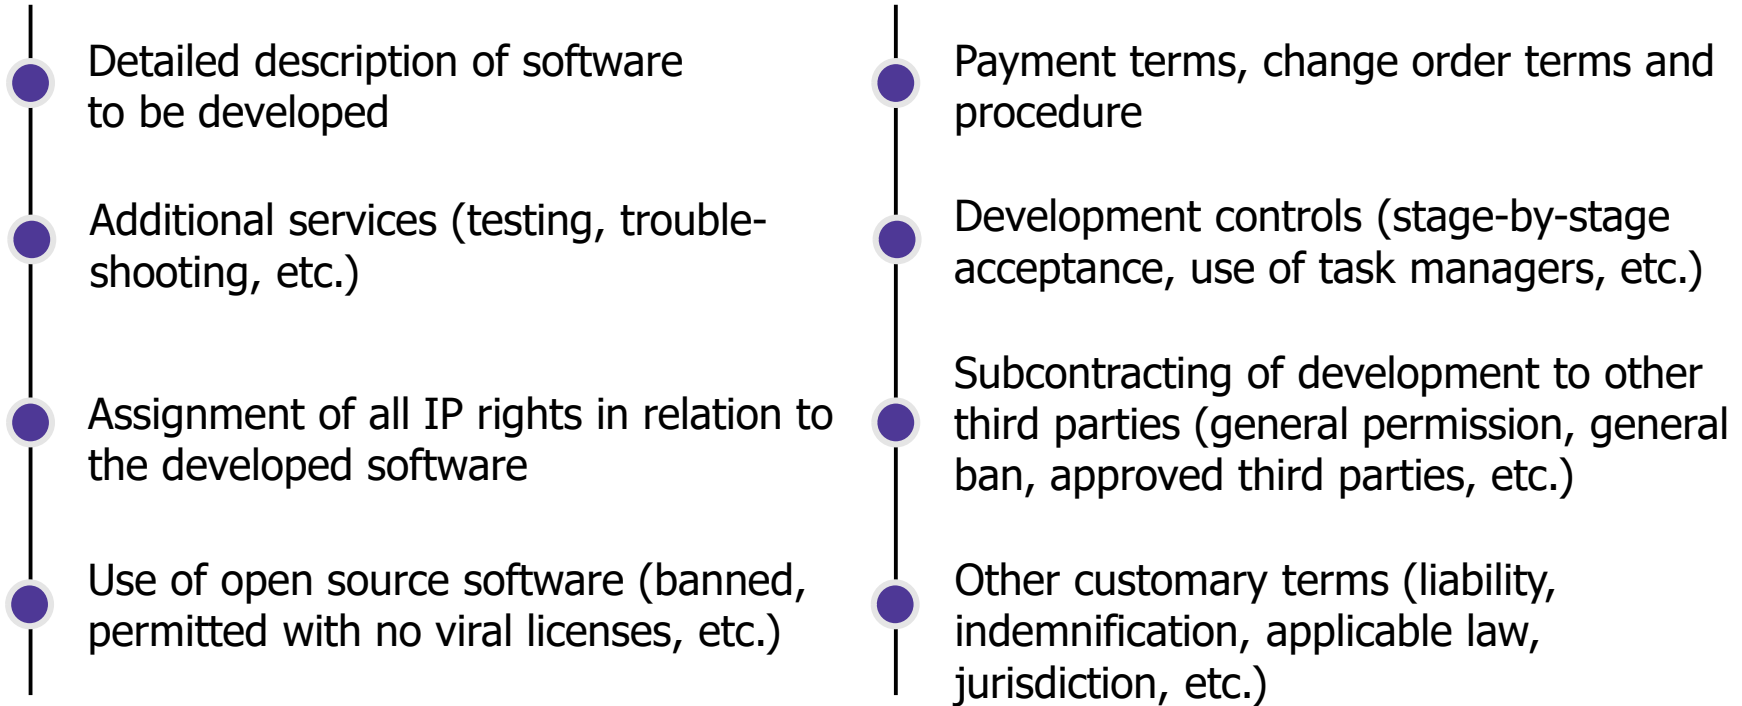 Detailed description of software
to be developed
Additional services (testing, trouble-
shooting, etc.)
Assignment of all IP rights in relation to
the developed software
Use of open source software (banned,
permitted with no viral licenses, etc.)
Payment terms, change order terms and
procedure
Development controls (stage-by-stage
acceptance, use of task managers, etc.)
Subcontracting of development to other
third parties (general permission, general
ban, approved third parties, etc.)
Other customary terms (liability,
indemnification, applicable law,
jurisdiction, etc.)